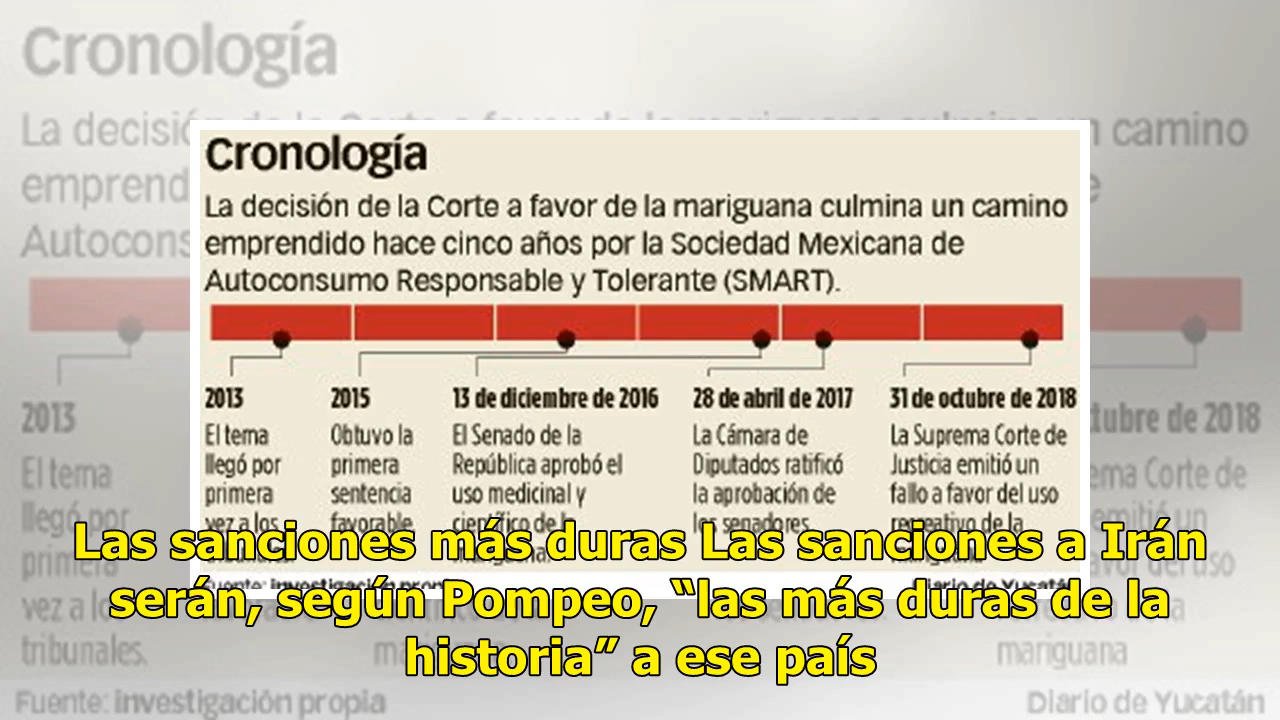 Cronología
La decisión de la Corte a favor de la mariguana culmina un camino
emprendido hace cinco años por la Sociedad Mexicana de
Autoconsumo Responsable y Tolerante (SMART).
2013
El tema
llegó por
primera
vez a los
tribunales.
2015
Obtuvo la
primera
sentencia
favorable
13 de diciembre de 2016
El Senado de la
República aprobó el
uso medicinal y
científico de la
mariguana.
28 de abril de 2017
La Cámara de
Diputados ratificó
la aprobación de
los senadores.
31 de octubre de 2018
La Suprema Corte de
Justicia emitió un
fallo a favor del uso
recreativo de la
mariguana
Fuente: investigación propia
Diario de Yucatán
Las sanciones más duras Las sanciones a Irán
serán, según Pompeo, “las más duras de la
historia” a ese país